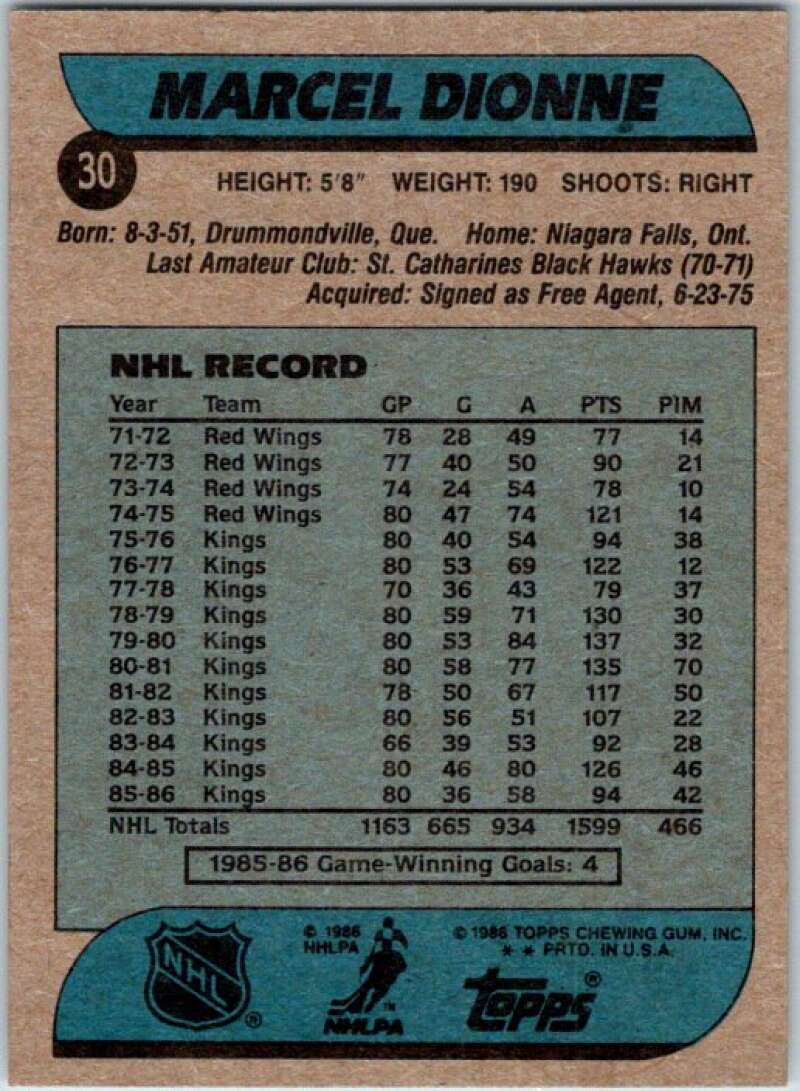 MARCEL DIONNE
30
HEIGHT: 5'8" WEIGHT: 190 SHOOTS: RIGHT
Born: 8-3-51, Drummondville, Que. Home: Niagara Falls, Ont.
Last Amateur Club: St. Catharines Black Hawks (70-71)
Acquired: Signed as Free Agent, 6-23-75
NHL RECORD
Year Team GP G A PTS PIM
71-72 Red Wings 78 28 49 77 14
72-73 Red Wings 77 40 50 90 21
73-74 Red Wings 74 24 54 78 10
74-75 Red Wings 80 47 74 121 14
75-76 Kings 80 40 54 94 38
76-77 Kings 80 53 69 122 12
77-78 Kings 70 36 43 79 37
78-79 Kings 80 59 71 130 30
79-80 Kings 80 53 84 137 32
80-81 Kings 80 58 77 135 70
81-82 Kings 78 50 67 117 50
82-83 Kings 80 56 51 107 22
83-84 Kings 66 39 53 92 28
84-85 Kings 80 46 80 126 46
85-86 Kings 80 36 58 94 42
NHL Totals 1163 665 934 1599 466
1985-86 Game-Winning Goals: 4
NHL ®
© 1986
NHLPA
™
NHLPA
© 1986 TOPPS CHEWING GUM, INC.
* * PRTD. IN U.S.A.
Topps ®